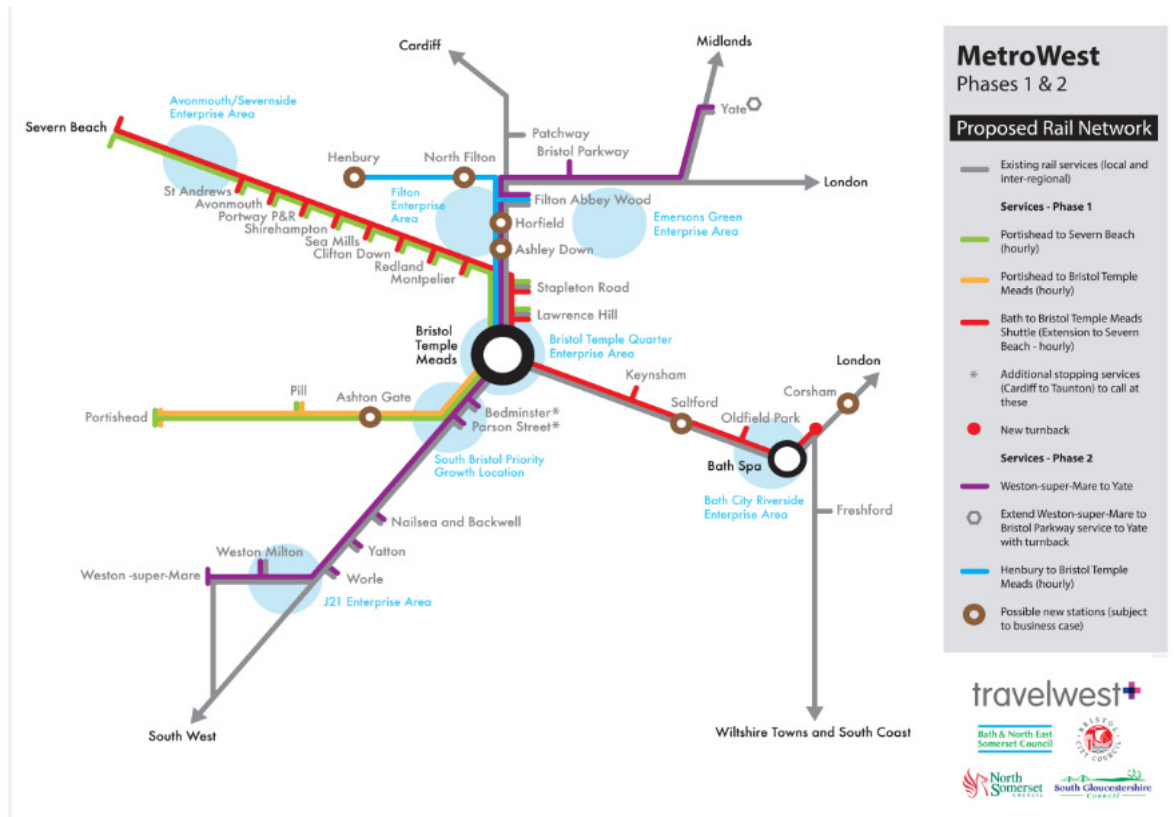 Cardiff
Midlands
Avonmouth/Severnside
Enterprise Area
Yate
Severn Beach
Patchway
Bristol Parkway
Henbury
North Filton
London
St Andrews
Avonmouth
Portway P&R
Shirehampton
Sea Mills
Clifton Down
Redland
Montpelier
Filton
Enterprise
Area
Filton Abbey Wood
Horfield
Ashley Down
Emersons Green
Enterprise Area
Stapleton Road
Lawrence Hill
Bristol
Temple
Meads
Bristol Temple Quarter
Enterprise Area
London
Keynsham
Corsham
Pill
Ashton Gate
Saltford
Oldfield Park
Portishead
Bedminster*
Parson Street*
South Bristol Priority
Growth Location
Bath Spa
Bath City Riverside
Enterprise Area
Freshford
Nailsea and Backwell
Weston Milton
Yatton
Weston -super-Mare
Worle
J21 Enterprise Area
South West
Wiltshire Towns and South Coast
MetroWest
Phases 1 & 2
Proposed Rail Network
Existing rail services (local and
inter-regional)
Services - Phase 1
Portishead to Severn Beach
(hourly)
Portishead to Bristol Temple
Meads (hourly)
Bath to Bristol Temple Meads
Shuttle (Extension to Severn
Beach - hourly)
* Additional stopping services
(Cardiff to Taunton) to call at
these
New turnback
Services - Phase 2
Weston-super-Mare to Yate
Extend Weston-super-Mare to
Bristol Parkway service to Yate
with turnback
Henbury to Bristol Temple
Meads (hourly)
Possible new stations (subject
to business case)
travelwest+
Bath & North East
Somerset Council
BRISTOL
CITY COUNCIL
North
Somerset
COUNCIL
South Gloucestershire
Council